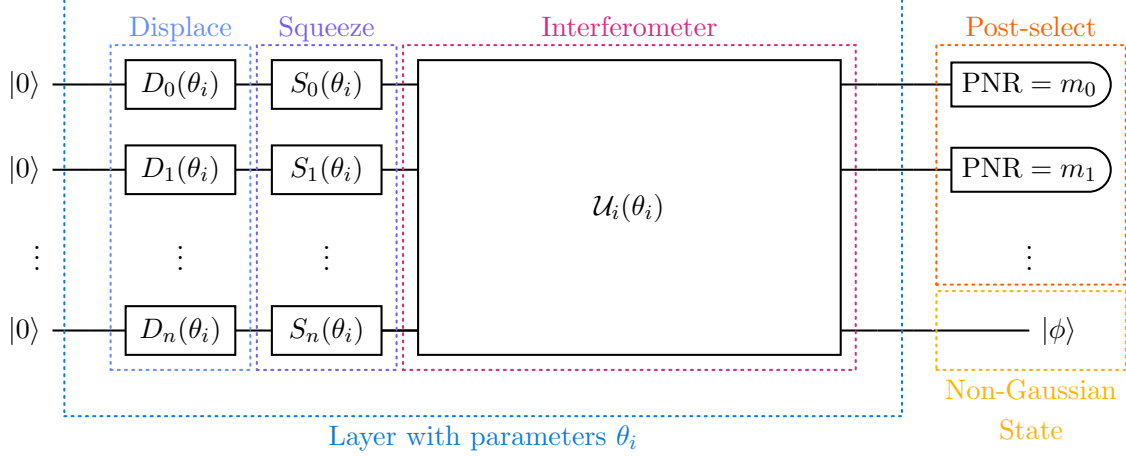 Displace Squeeze Interferometer Post-select
|0⟩ D₀(θᵢ) S₀(θᵢ) PNR = m₀
|0⟩ D₁(θᵢ) S₁(θᵢ) PNR = m₁
𝒰ᵢ(θᵢ)
⋮ ⋮ ⋮ ⋮
|0⟩ Dₙ(θᵢ) Sₙ(θᵢ) |ϕ⟩
Non-Gaussian
State
Layer with parameters θᵢ